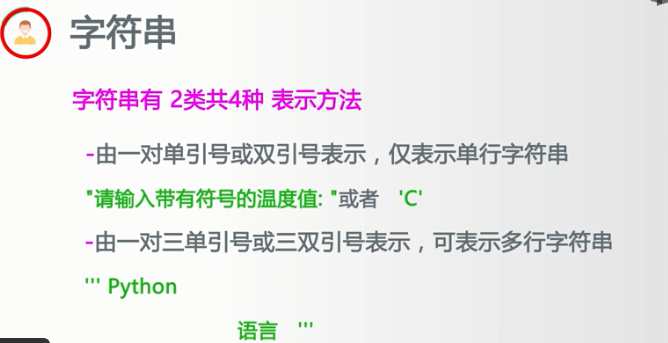 字符串
字符串有 2类共4种 表示方法
-由一对单引号或双引号表示，仅表示单行字符串
"请输入带有符号的温度值: "或者 'C'
-由一对三单引号或三双引号表示，可表示多行字符串
''' Python
语言 '''